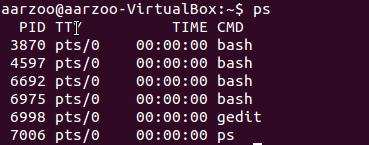 aarzoo@aarzoo-VirtualBox:~$ ps
PID TTY TIME CMD
3870 pts/0 00:00:00 bash
4597 pts/0 00:00:00 bash
6692 pts/0 00:00:00 bash
6975 pts/0 00:00:00 bash
6998 pts/0 00:00:00 gedit
7006 pts/0 00:00:00 ps